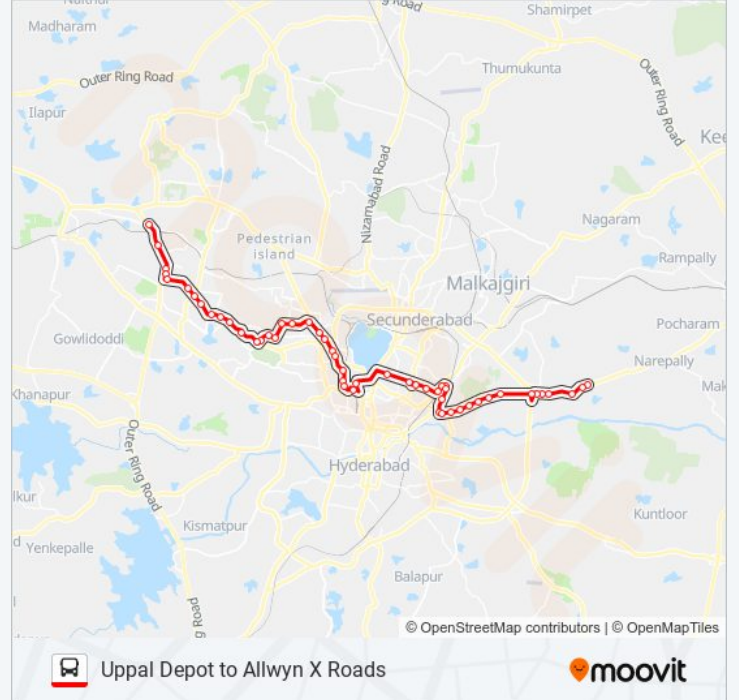 g Road
Shamirpet
Madharam
Outer Ring Road
Thumukunta
Outer Ring Road
Ilapur
Kee
Nizamabad Road
Nagaram
Pedestrian
island
Rampally
Malkajgiri
Secunderabad
Pocharam
Gowlidoddi
Narepally
Mak
Khanapur
Outer Ring Road
Hyderabad
lkur
Kismatpur
Kuntloor
d
Yenkepalle
Balapur
g Road
© OpenStreetMap contributors | © OpenMapTiles
Uppal Depot to Allwyn X Roads
moovit